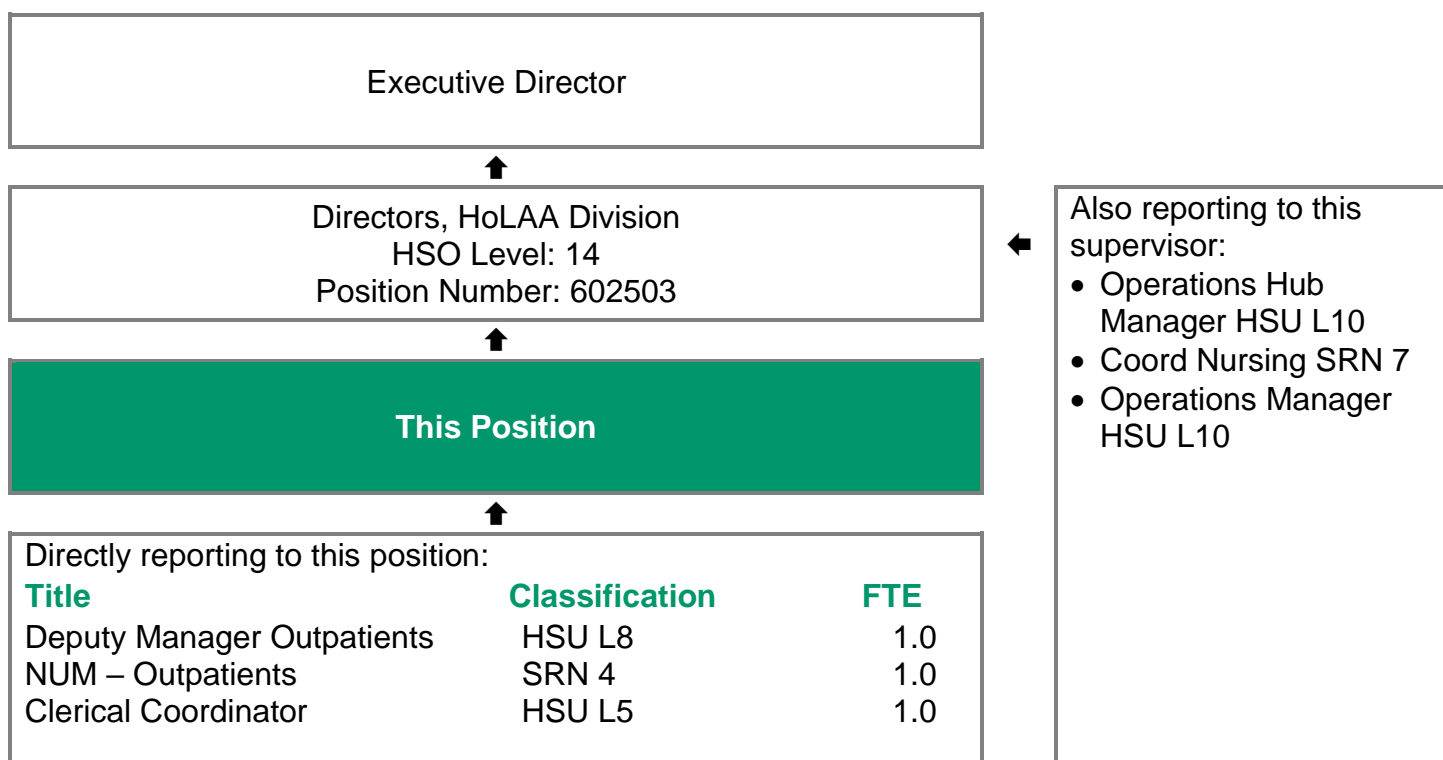 Executive Director
Directors, HoLAA Division
HSO Level: 14
Position Number: 602503
Also reporting to this
supervisor:
• Operations Hub
Manager HSU L10
• Coord Nursing SRN 7
• Operations Manager
HSU L10
This Position
Directly reporting to this position:
Title Classification FTE
Deputy Manager Outpatients HSU L8 1.0
NUM – Outpatients SRN 4 1.0
Clerical Coordinator HSU L5 1.0